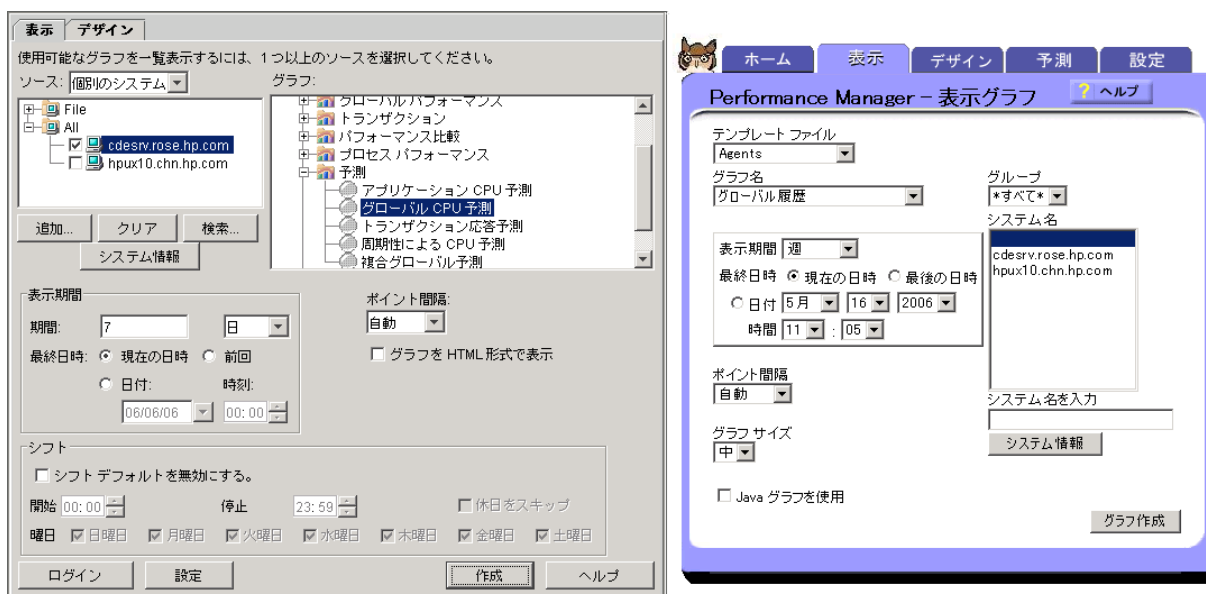 表示 デザイン
使用可能なグラフを一覧表示するには、1つ以上のソースを選択してください。
ソース: 個別のシステム
グラフ:
File
All
cdesrv.rose.hp.com
hpux10.chn.hp.com
グローバル パフォーマンス
トランザクション
パフォーマンス比較
プロセス パフォーマンス
予測
アプリケーション CPU 予測
グローバル CPU 予測
トランザクション応答予測
周期性による CPU 予測
複合グローバル予測
追加... クリア 検索...
システム情報
表示期間
期間: 7 日
最終日時: 現在の日時 前回
日付: 時刻:
06/06/06 00:00
ポイント間隔:
自動
グラフを HTML 形式で表示
シフト
シフト デフォルトを無効にする。
開始 00:00 停止 23:59 休日をスキップ
曜日 日曜日 月曜日 火曜日 水曜日 木曜日 金曜日 土曜日
ログイン 設定 作成 ヘルプ
ホーム 表示 デザイン 予測 設定
Performance Manager - 表示グラフ
? ヘルプ
テンプレート ファイル
Agents
グラフ名
グローバル履歴
グループ
*すべて*
システム名
cdesrv.rose.hp.com
hpux10.chn.hp.com
表示期間 週
最終日時 現在の日時 最後の日時
日付 5月 16 2006
時間 11 : 05
ポイント間隔
自動
システム名を入力
システム情報
グラフ サイズ
中
Java グラフを使用
グラフ作成